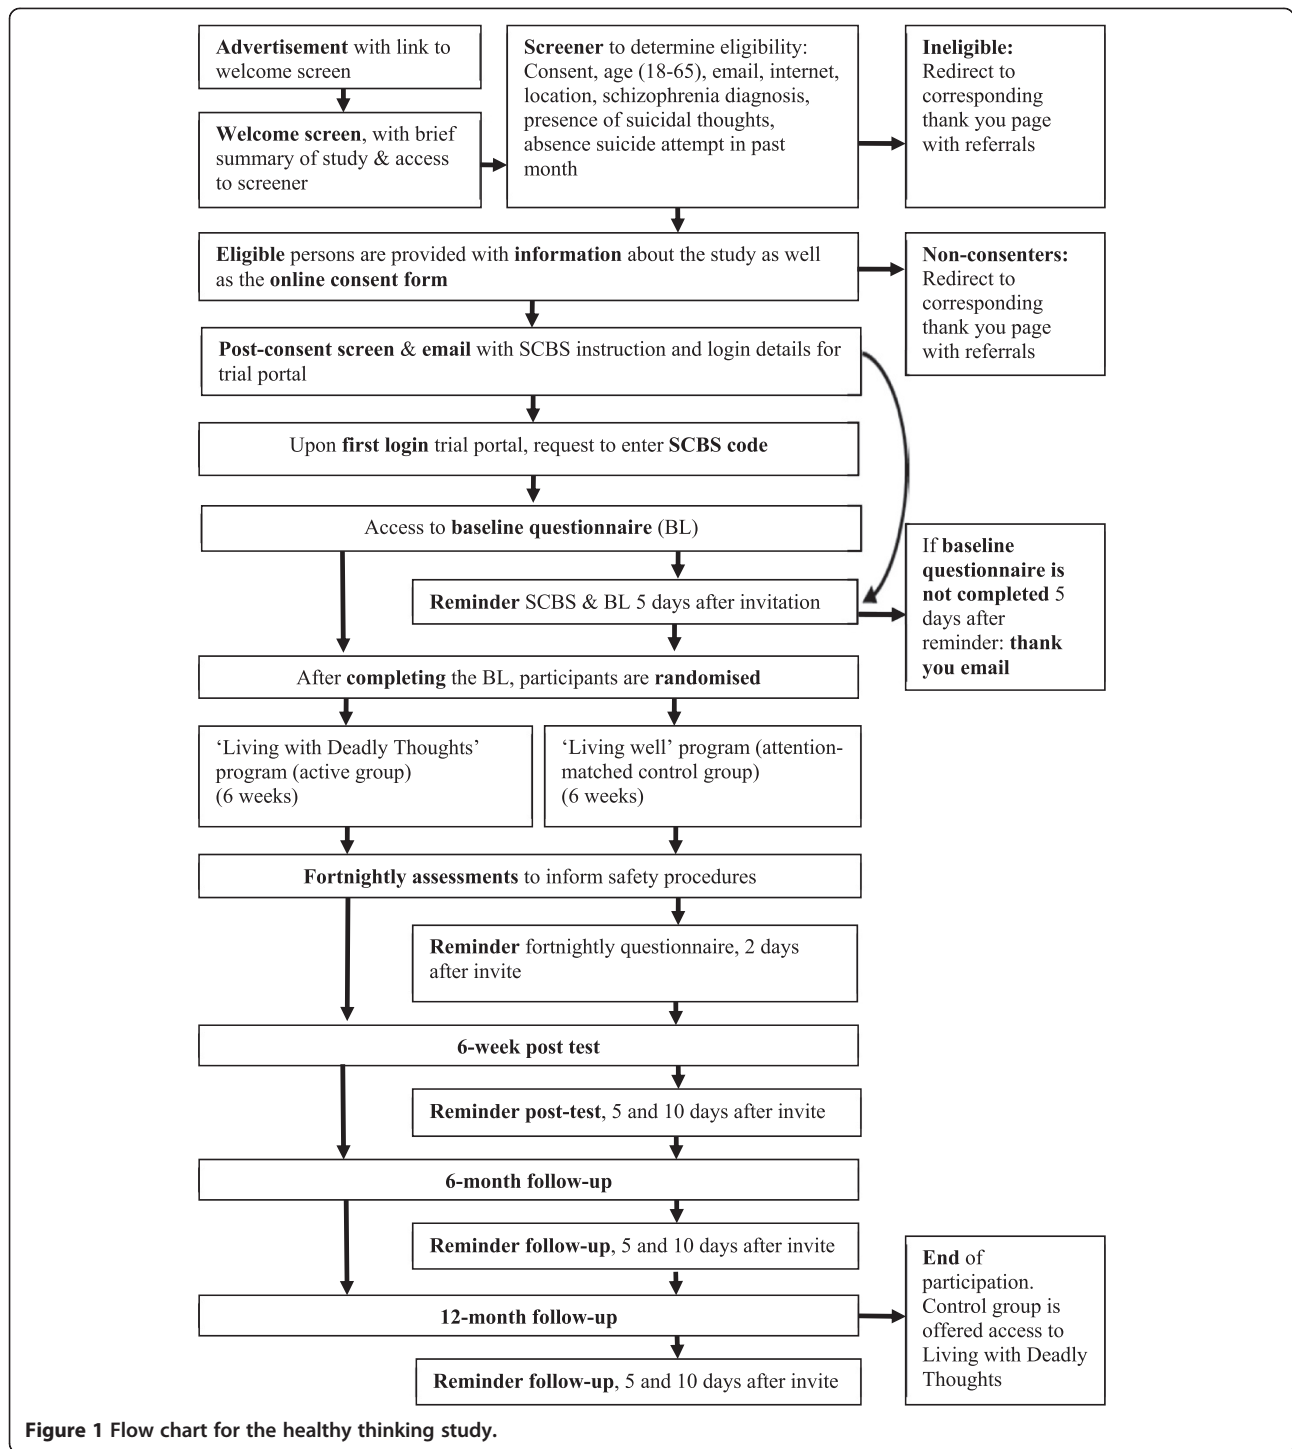 Advertisement with link to
welcome screen
Welcome screen, with brief
summary of study & access
to screener
Screener to determine eligibility:
Consent, age (18-65), email, internet,
location, schizophrenia diagnosis,
presence of suicidal thoughts,
absence suicide attempt in past
month
Ineligible:
Redirect to
corresponding
thank you page
with referrals
Eligible persons are provided with information about the study as well
as the online consent form
Non-consenters:
Redirect to
corresponding
thank you page
with referrals
Post-consent screen & email with SCBS instruction and login details for
trial portal
Upon first login trial portal, request to enter SCBS code
Access to baseline questionnaire (BL)
Reminder SCBS & BL 5 days after invitation
If baseline
questionnaire is
not completed 5
days after
reminder: thank
you email
After completing the BL, participants are randomised
‘Living with Deadly Thoughts’
program (active group)
(6 weeks)
‘Living well’ program (attention-
matched control group)
(6 weeks)
Fortnightly assessments to inform safety procedures
Reminder fortnightly questionnaire, 2 days
after invite
6-week post test
Reminder post-test, 5 and 10 days after invite
6-month follow-up
Reminder follow-up, 5 and 10 days after invite
12-month follow-up
End of
participation.
Control group is
offered access to
Living with Deadly
Thoughts
Reminder follow-up, 5 and 10 days after invite
Figure 1 Flow chart for the healthy thinking study.